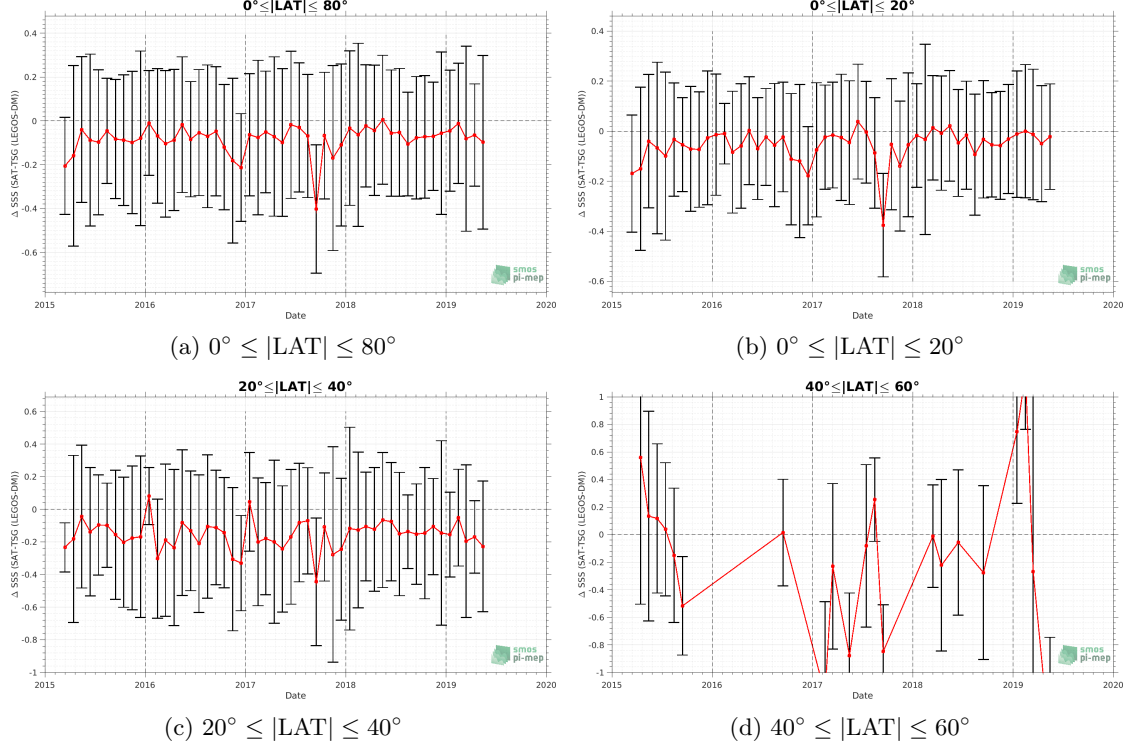 0°≤|LAT|≤ 80°
Δ SSS (SAT-TSG (LEGOS-DM))
0.4
0.2
0
-0.2
-0.4
-0.6
2015 2016 2017 2018 2019 2020
Date
smos
pi-mep
(a) 0° ≤ |LAT| ≤ 80°
0°≤|LAT|≤ 20°
Δ SSS (SAT-TSG (LEGOS-DM))
0.4
0.2
0
-0.2
-0.4
-0.6
2015 2016 2017 2018 2019 2020
Date
smos
pi-mep
(b) 0° ≤ |LAT| ≤ 20°
20°≤|LAT|≤ 40°
Δ SSS (SAT-TSG (LEGOS-DM))
0.6
0.4
0.2
0
-0.2
-0.4
-0.6
-0.8
-1
2015 2016 2017 2018 2019 2020
Date
smos
pi-mep
(c) 20° ≤ |LAT| ≤ 40°
40°≤|LAT|≤ 60°
Δ SSS (SAT-TSG (LEGOS-DM))
1
0.8
0.6
0.4
0.2
0
-0.2
-0.4
-0.6
-0.8
-1
2015 2016 2017 2018 2019 2020
Date
smos
pi-mep
(d) 40° ≤ |LAT| ≤ 60°